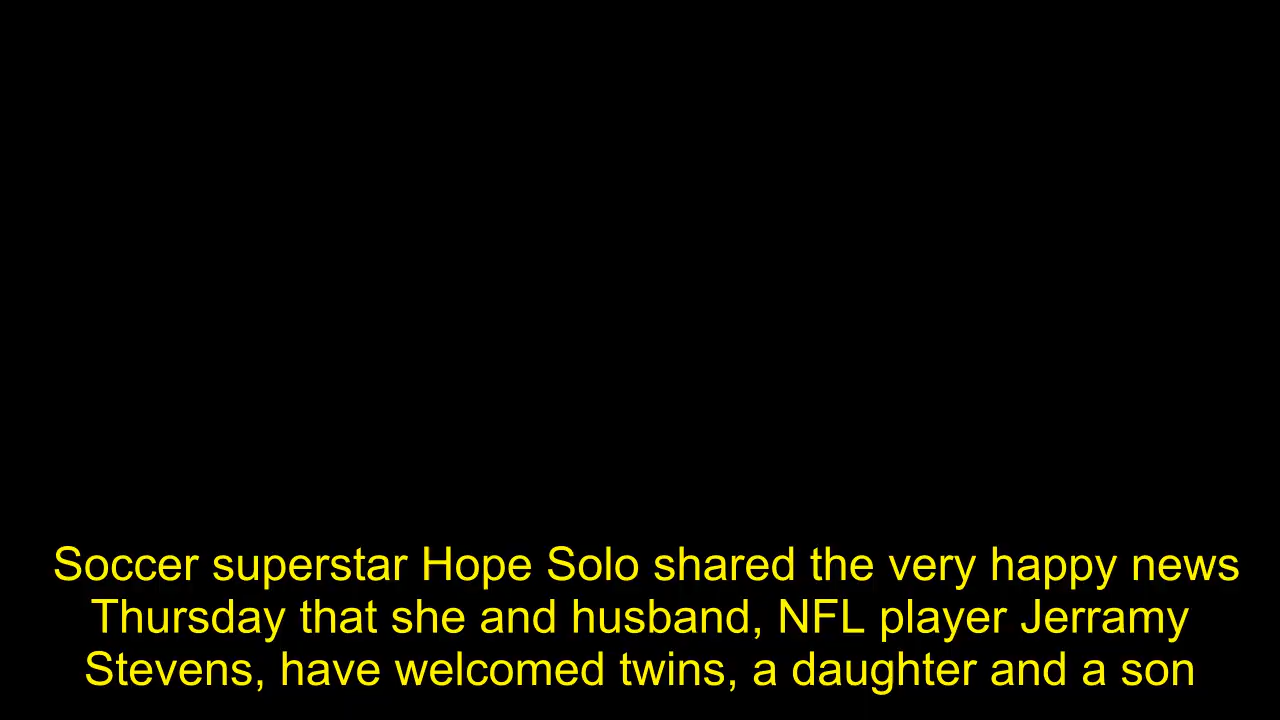 Soccer superstar Hope Solo shared the very happy news
Thursday that she and husband, NFL player Jerramy
Stevens, have welcomed twins, a daughter and a son